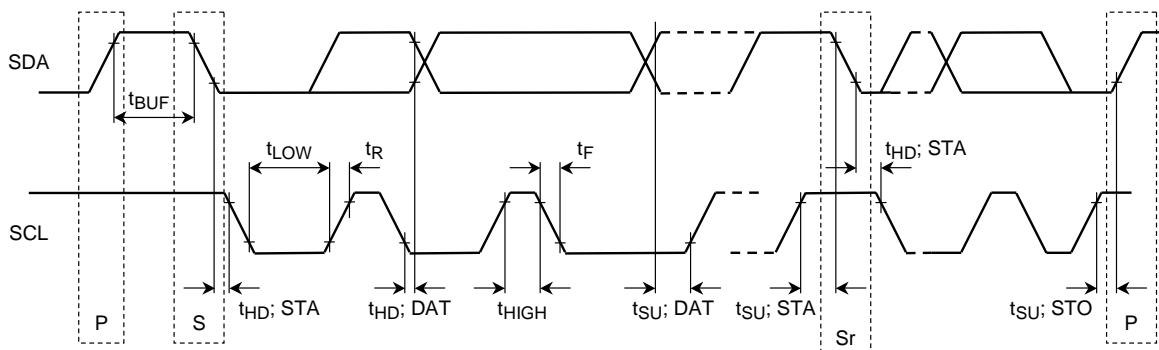 SDA
tBUF
tLOW
tR
tF
tHD; STA
SCL
tHD; STA
tHD; DAT
tHIGH
tSU; DAT
tSU; STA
tSU; STO
P
S
Sr
P